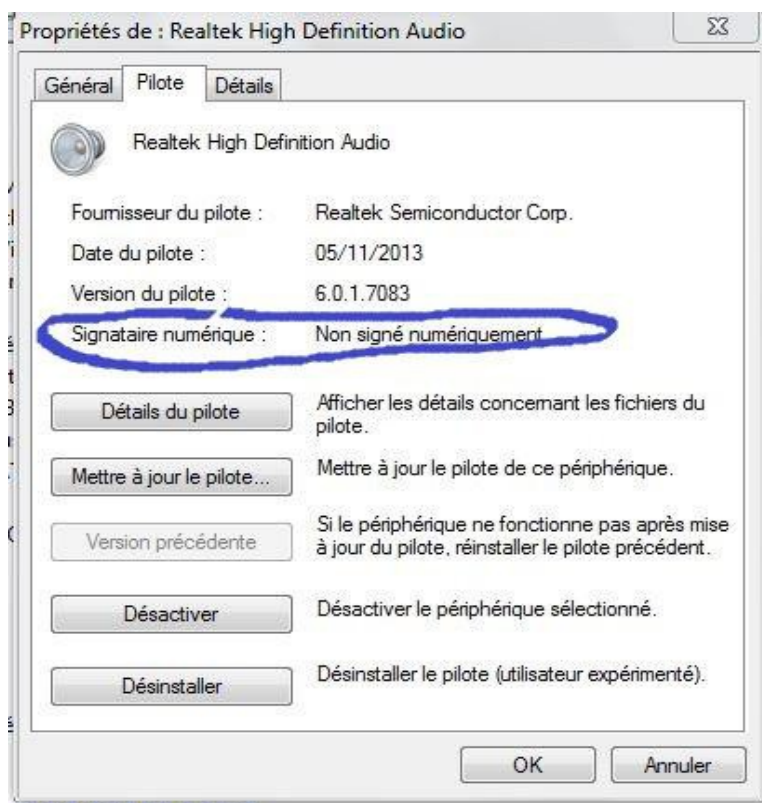 Propriétés de : Realtek High Definition Audio
Général Pilote Détails
Realtek High Definition Audio
Fournisseur du pilote : Realtek Semiconductor Corp.
Date du pilote : 05/11/2013
Version du pilote : 6.0.1.7083
Signataire numérique : Non signé numériquement
Détails du pilote
Afficher les détails concernant les fichiers du
pilote.
Mettre à jour le pilote...
Mettre à jour le pilote de ce périphérique.
Version précédente
Si le périphérique ne fonctionne pas après mise
à jour du pilote, réinstaller le pilote précédent.
Désactiver
Désactiver le périphérique sélectionné.
Désinstaller
Désinstaller le pilote (utilisateur expérimenté).
OK Annuler